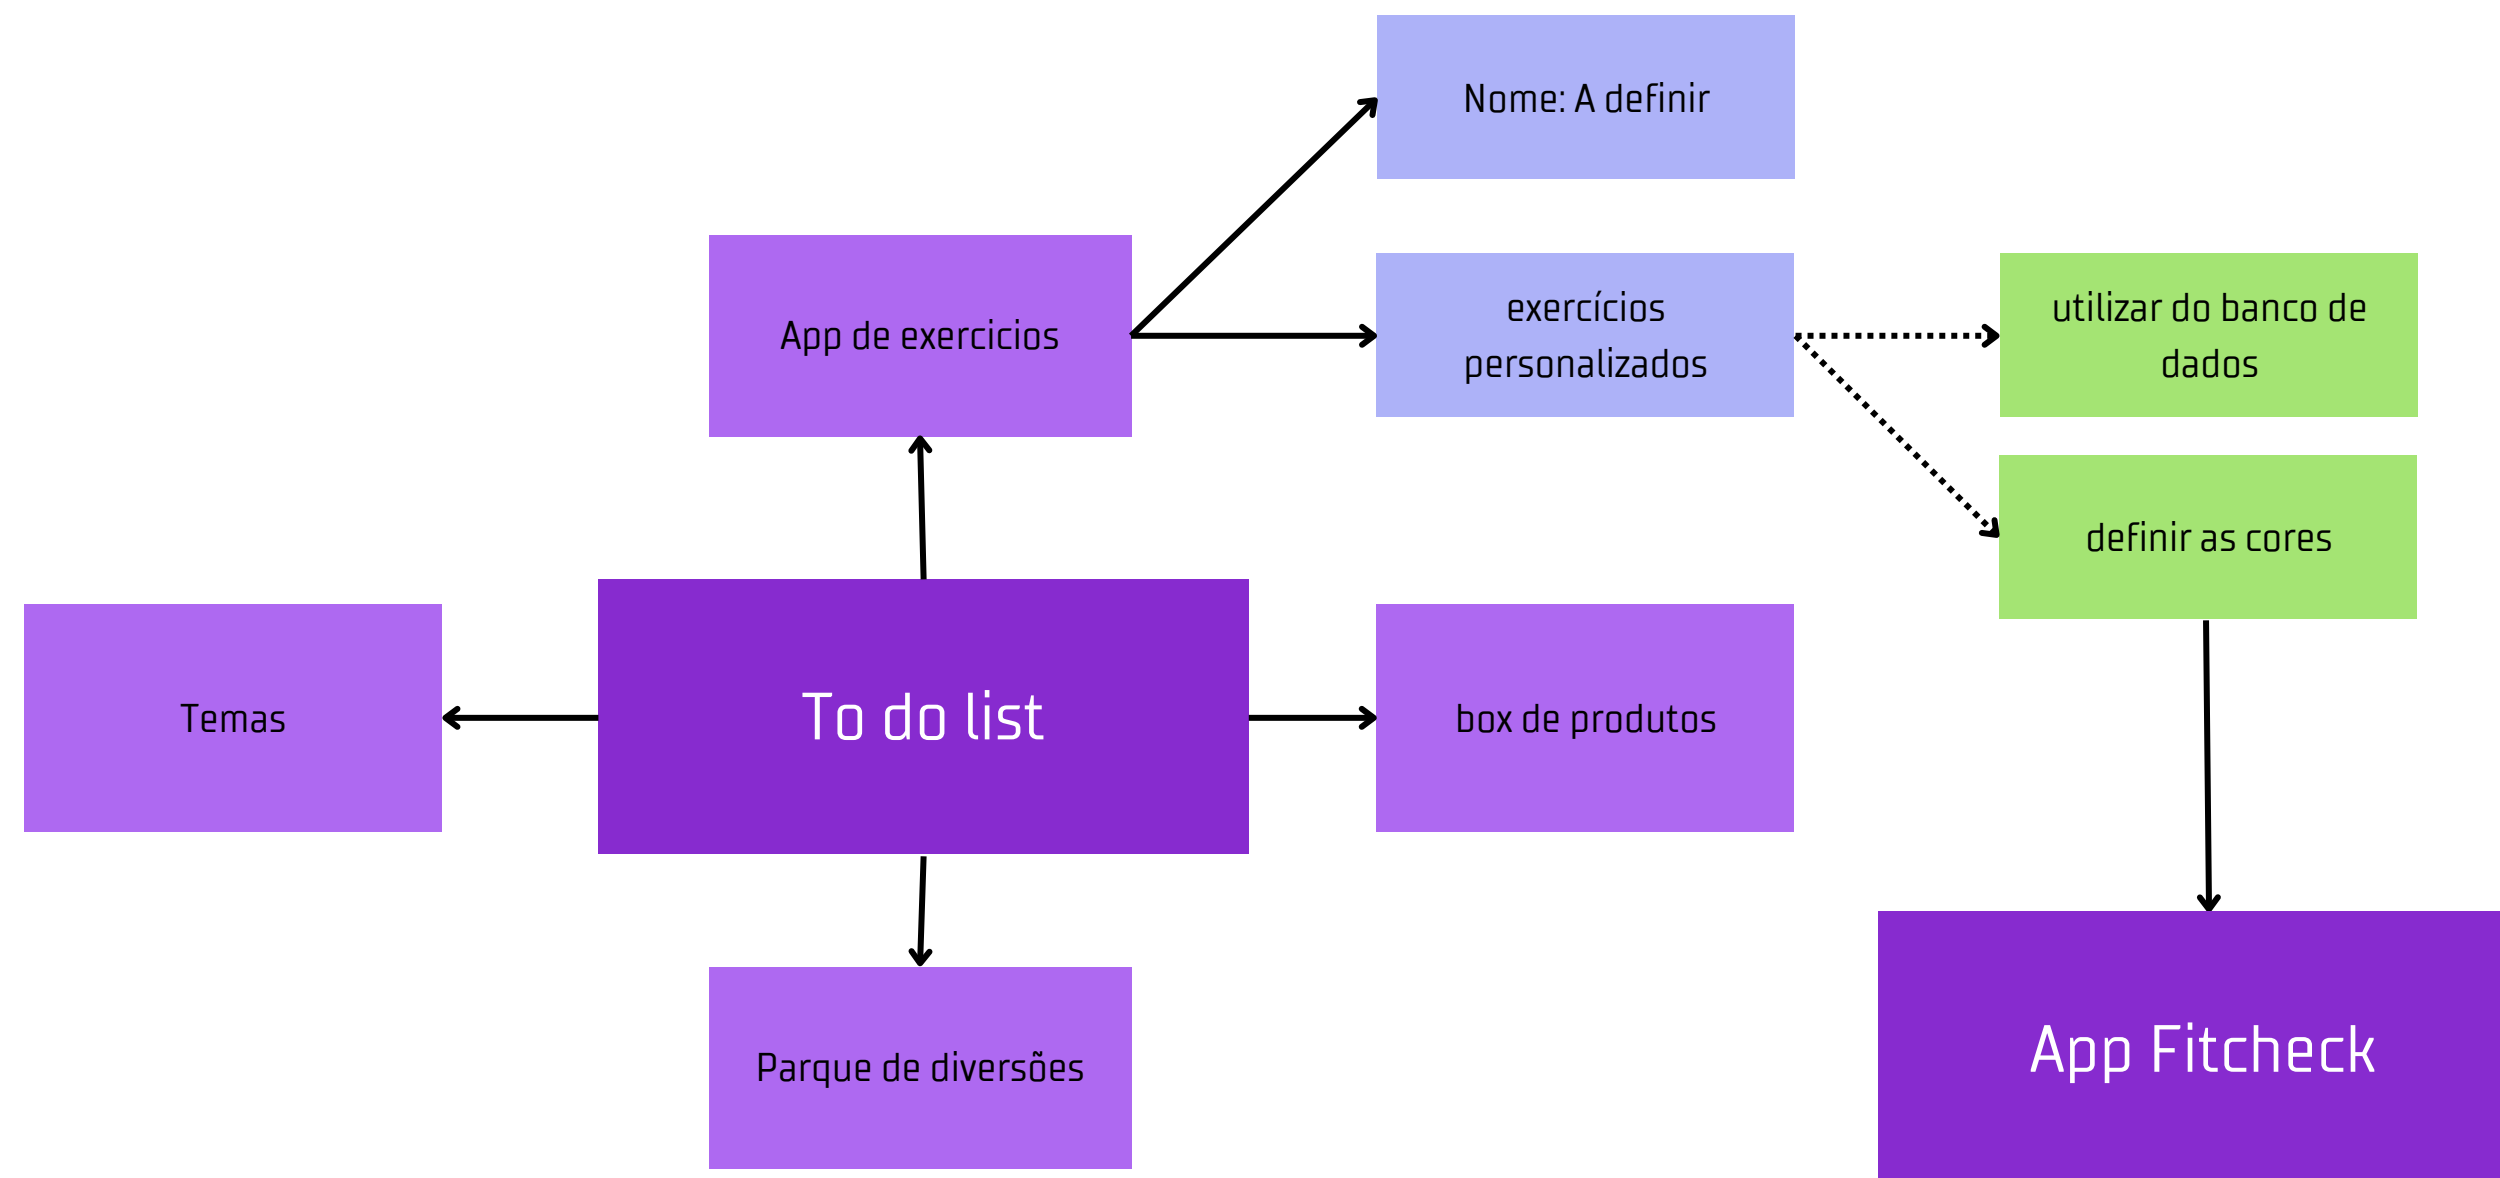 Nome: A definir
App de exercicios
exercícios
personalizados
utilizar do banco de
dados
definir as cores
Temas
To do list
box de produtos
Parque de diversões
App Fitcheck